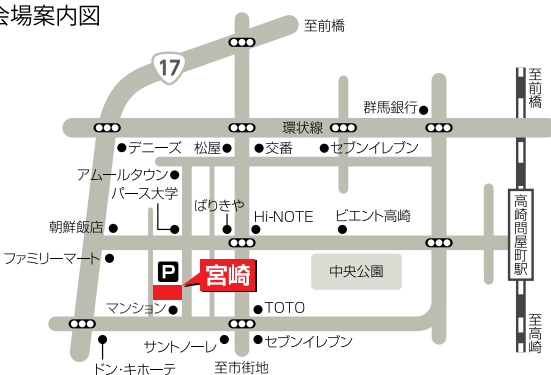 会場案内図
至前橋
17
至前橋
群馬銀行
環状線
デニーズ
松屋
交番
セブンイレブン
アムールタウン
パース大学
ばりきや
Hi-NOTE
ビエント高崎
高崎問屋町駅
朝鮮飯店
ファミリーマート
P
宮崎
中央公園
マンション
TOTO
至高崎
サントノーレ
セブンイレブン
ドン・キホーテ
至市街地